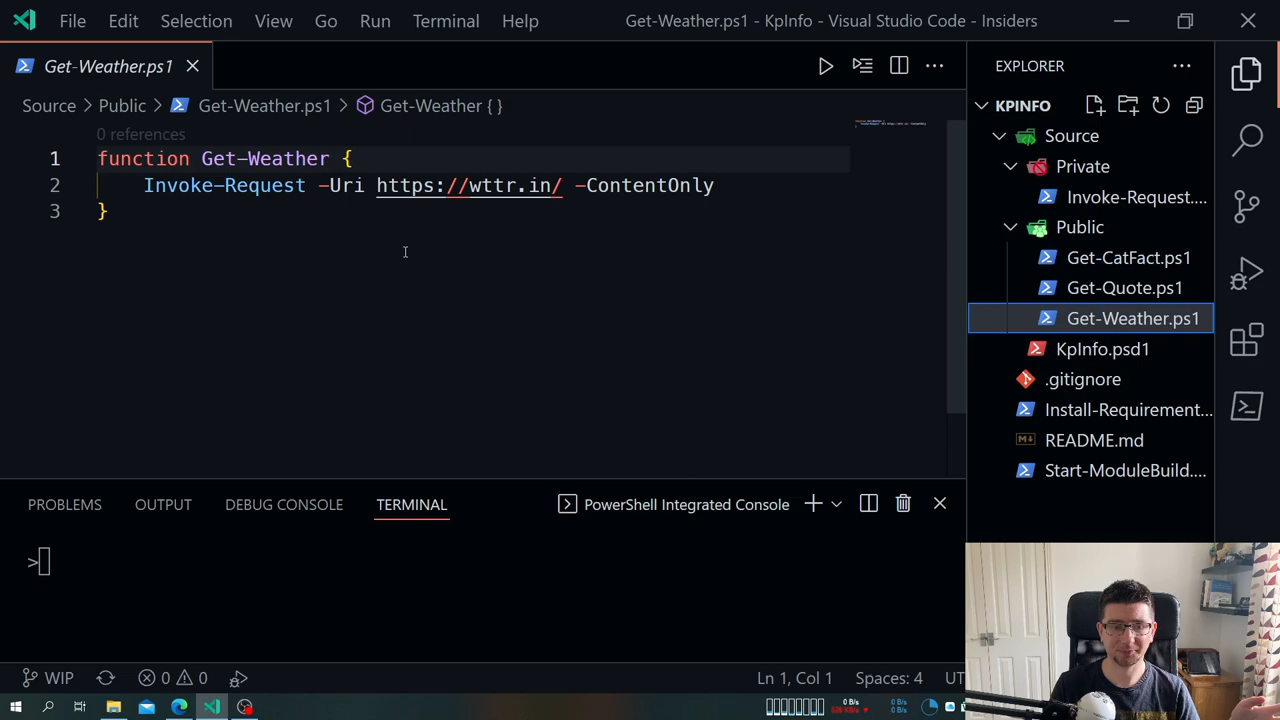 File Edit Selection View Go Run Terminal Help Get-Weather.ps1 - KpInfo - Visual Studio Code - Insiders
Get-Weather.ps1
Source > Public > Get-Weather.ps1 > Get-Weather { }
0 references
1 function Get-Weather {
2 Invoke-Request -Uri https://wttr.in/ -ContentOnly
3 }
EXPLORER
KPINFO
Source
Private
Invoke-Request....
Public
Get-CatFact.ps1
Get-Quote.ps1
Get-Weather.ps1
KpInfo.psd1
.gitignore
Install-Requirement...
README.md
Start-ModuleBuild....
PROBLEMS OUTPUT DEBUG CONSOLE TERMINAL PowerShell Integrated Console
>
WIP 0 0 Ln 1, Col 1 Spaces: 4 UT
0 B/s
0 B/s
0 B/s